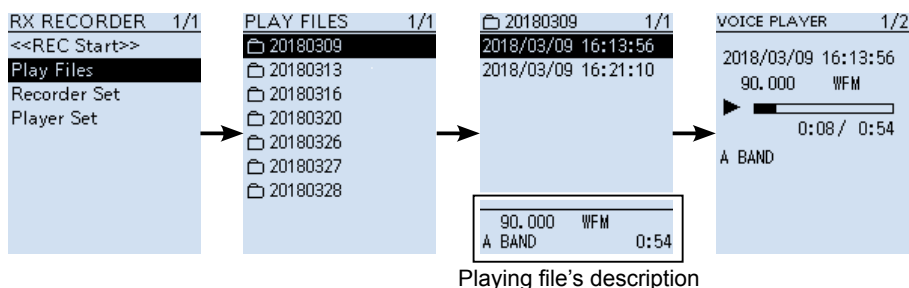 RX RECORDER 1/1
<<REC Start>>
Play Files
Recorder Set
Player Set
PLAY FILES 1/1
20180309
20180313
20180316
20180320
20180326
20180327
20180328
20180309 1/1
2018/03/09 16:13:56
2018/03/09 16:21:10
90.000 WFM
A BAND 0:54
Playing file's description
VOICE PLAYER 1/2
2018/03/09 16:13:56
90.000 WFM
0:08/ 0:54
A BAND